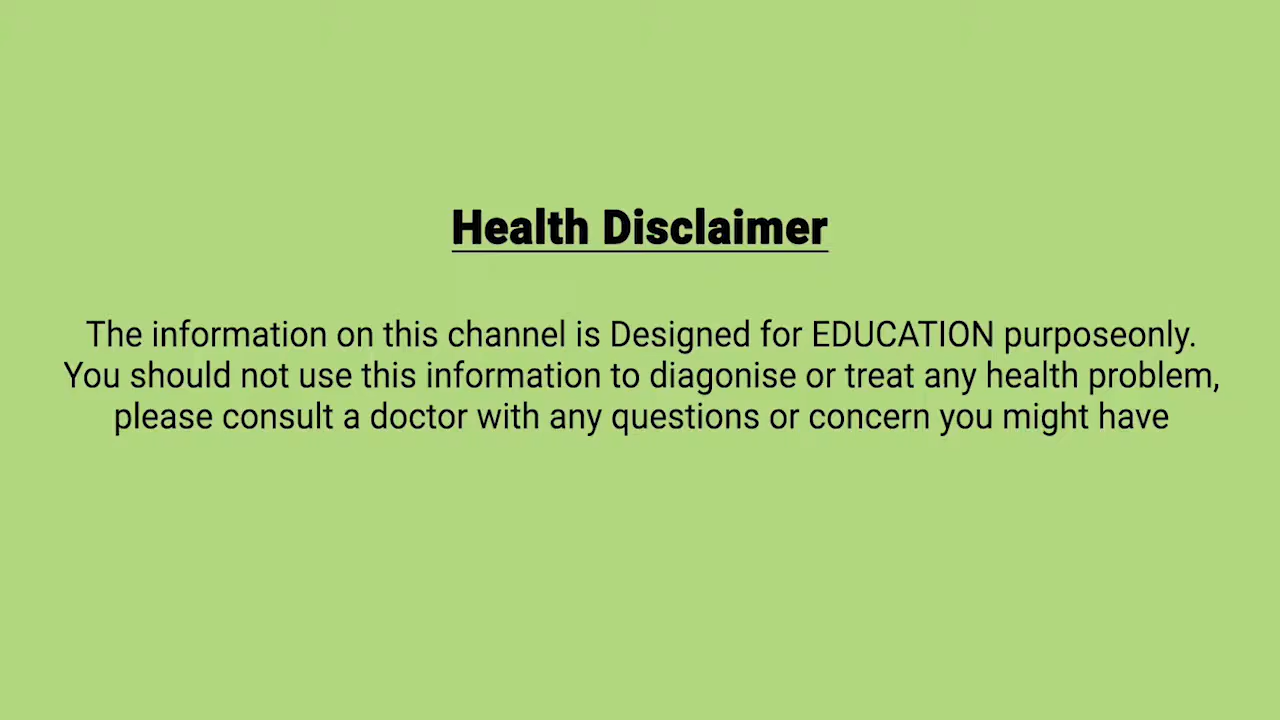 Health Disclaimer
The information on this channel is Designed for EDUCATION purposeonly.
You should not use this information to diagonise or treat any health problem,
please consult a doctor with any questions or concern you might have